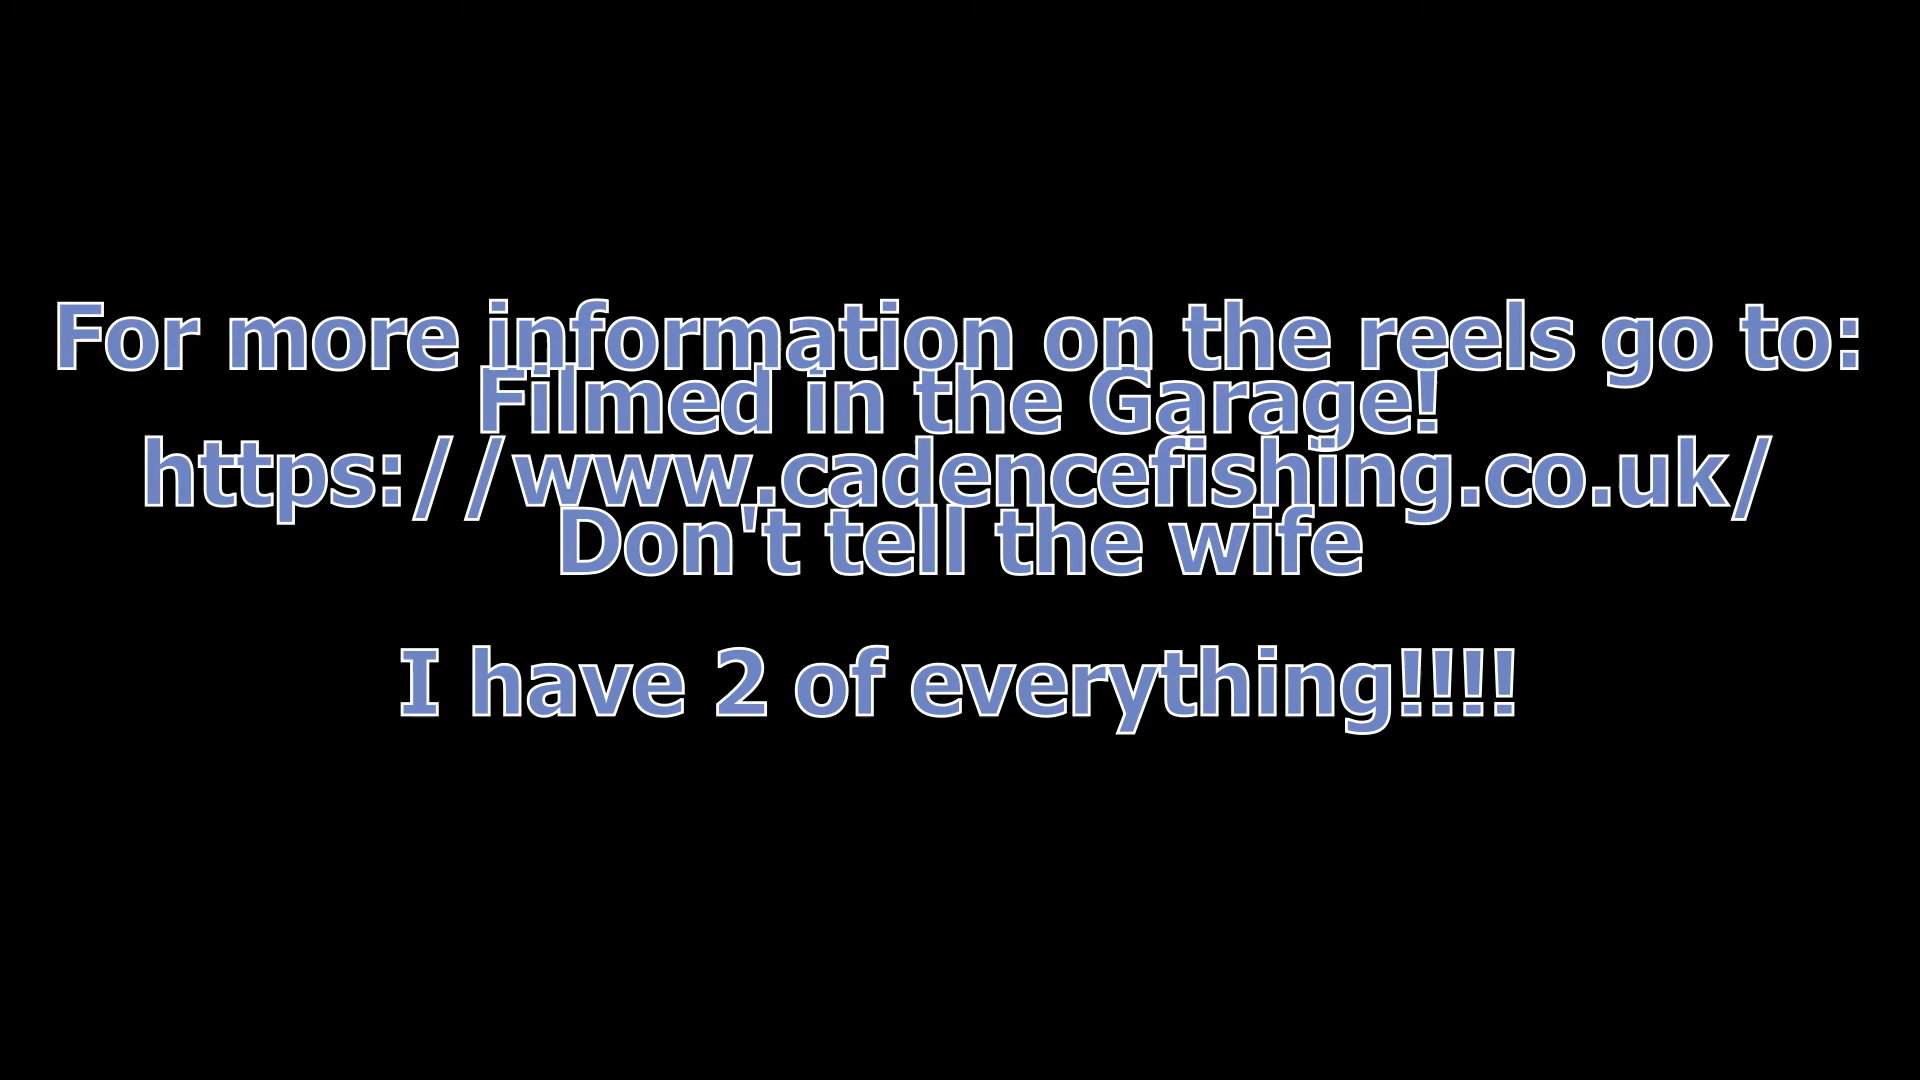 For more information on the reels go to:
Filmed in the Garage!
https://www.cadencefishing.co.uk/
Don't tell the wife
I have 2 of everything!!!!